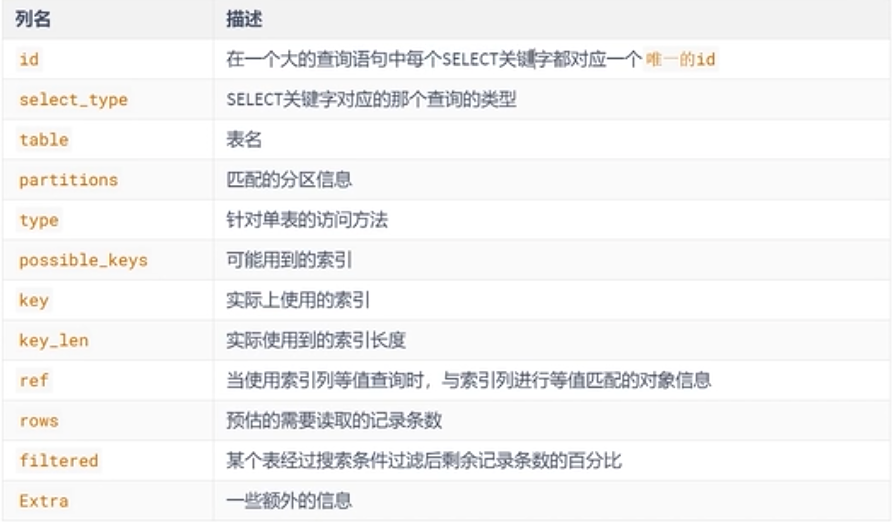 列名 描述
id 在一个大的查询语句中每个SELECT关键字都对应一个 唯一的id
select_type SELECT关键字对应的那个查询的类型
table 表名
partitions 匹配的分区信息
type 针对单表的访问方法
possible_keys 可能用到的索引
key 实际上使用的索引
key_len 实际使用到的索引长度
ref 当使用索引列等值查询时，与索引列进行等值匹配的对象信息
rows 预估的需要读取的记录条数
filtered 某个表经过搜索条件过滤后剩余记录条数的百分比
Extra 一些额外的信息